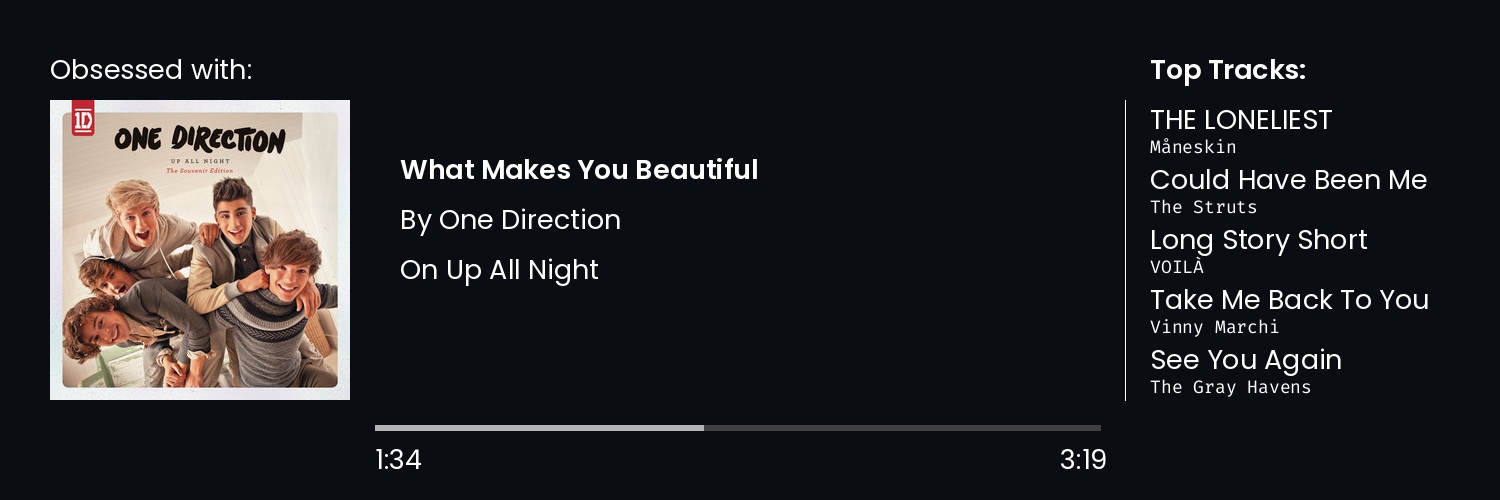 Obsessed with:
1D
ONE DIRECTION
UP ALL NIGHT
The Souvenir Edition
What Makes You Beautiful
By One Direction
On Up All Night
1:34
3:19
Top Tracks:
THE LONELIEST
Måneskin
Could Have Been Me
The Struts
Long Story Short
VOILÀ
Take Me Back To You
Vinny Marchi
See You Again
The Gray Havens